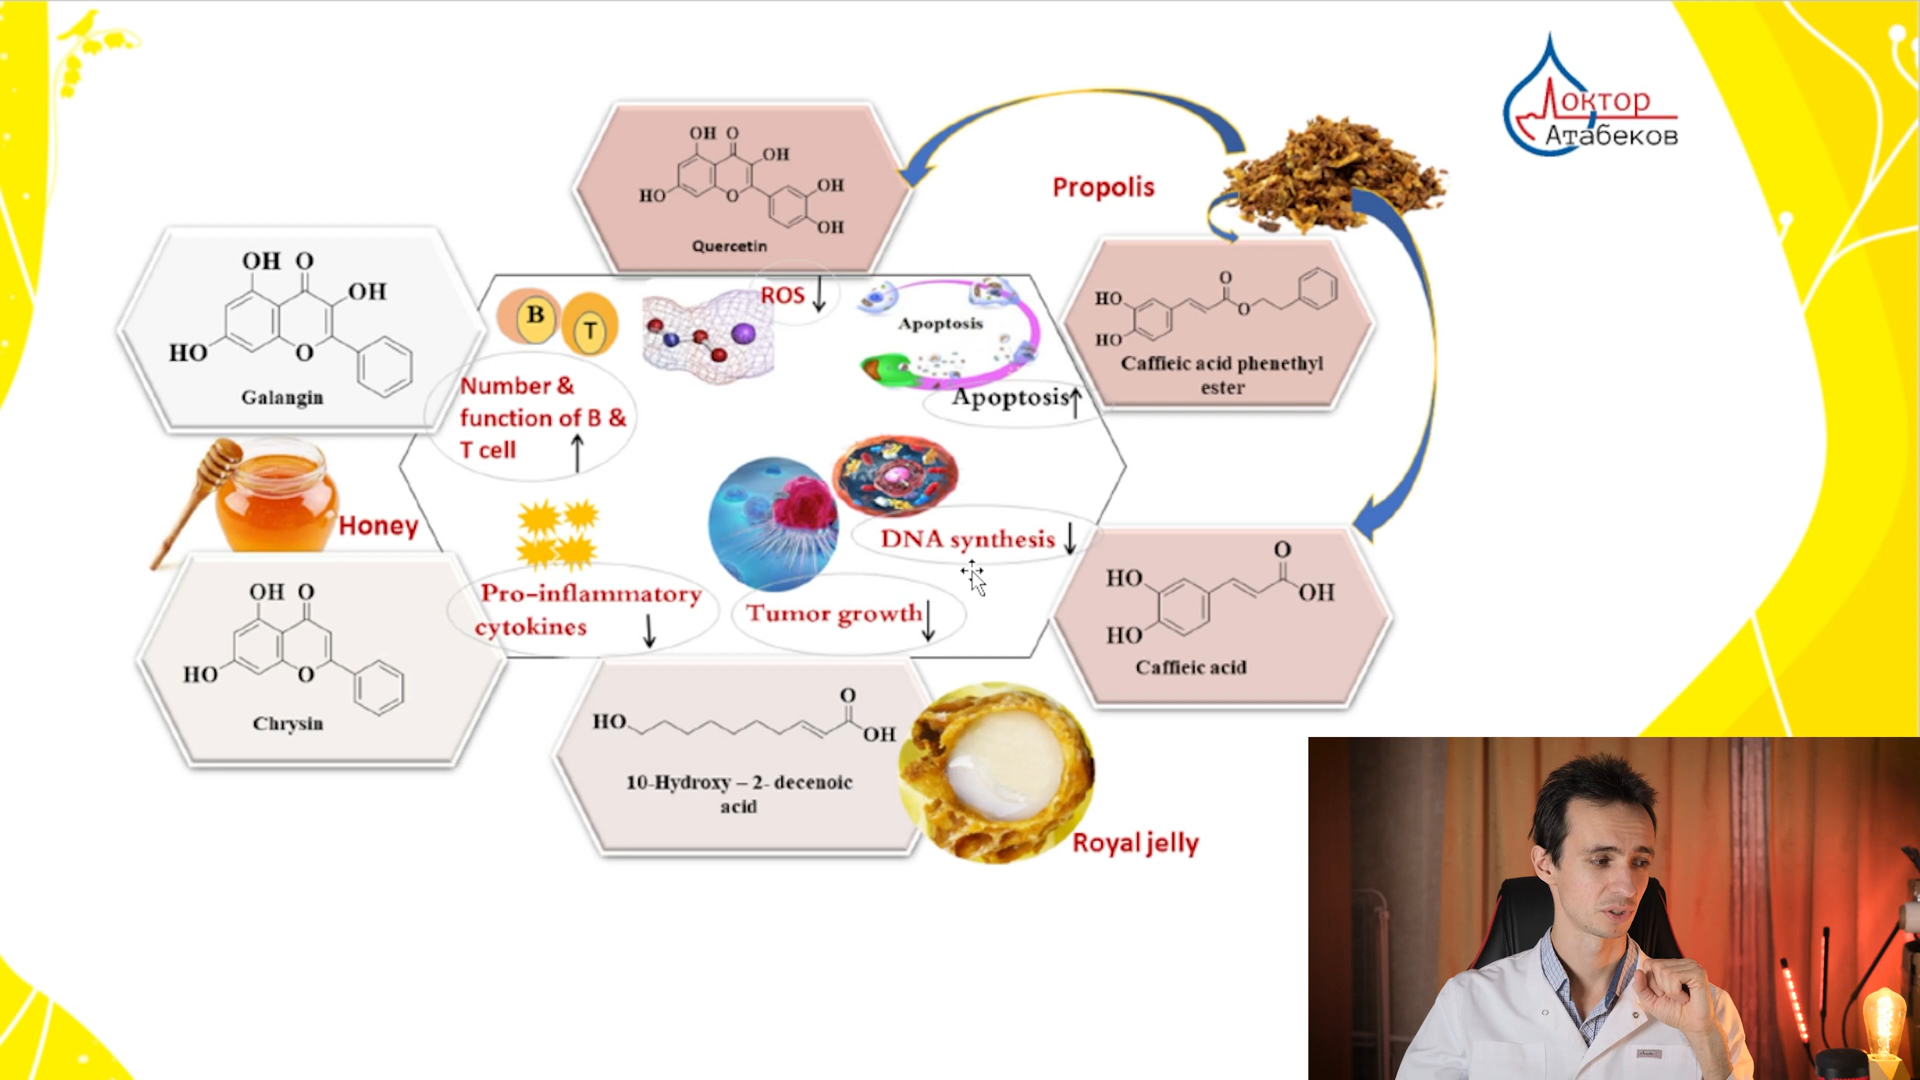 Доктор
Атабеков
OH O
OH
OH
HO
O
OH
Quercetin
Propolis
OH O
OH
HO
O
Galangin
B
T
ROS
Apoptosis
Apoptosis
O
HO
O
HO
Caffieic acid phenethyl
ester
Number &
function of B &
T cell
Honey
DNA synthesis
Pro-inflammatory
cytokines
Tumor growth
O
HO
OH
HO
Caffieic acid
OH O
HO
O
Chrysin
O
HO
OH
10-Hydroxy – 2- decenoic
acid
Royal jelly